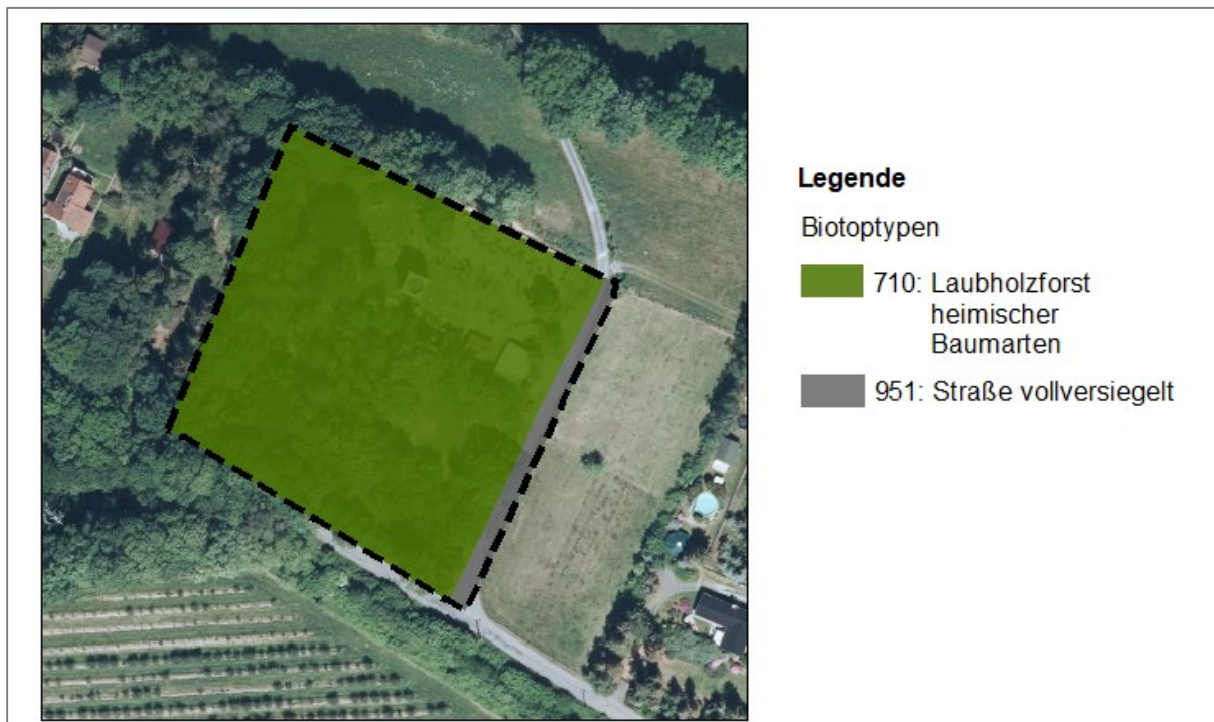 Legende
Biotoptypen
710: Laubholzforst
heimischer
Baumarten
951: Straße vollversiegelt